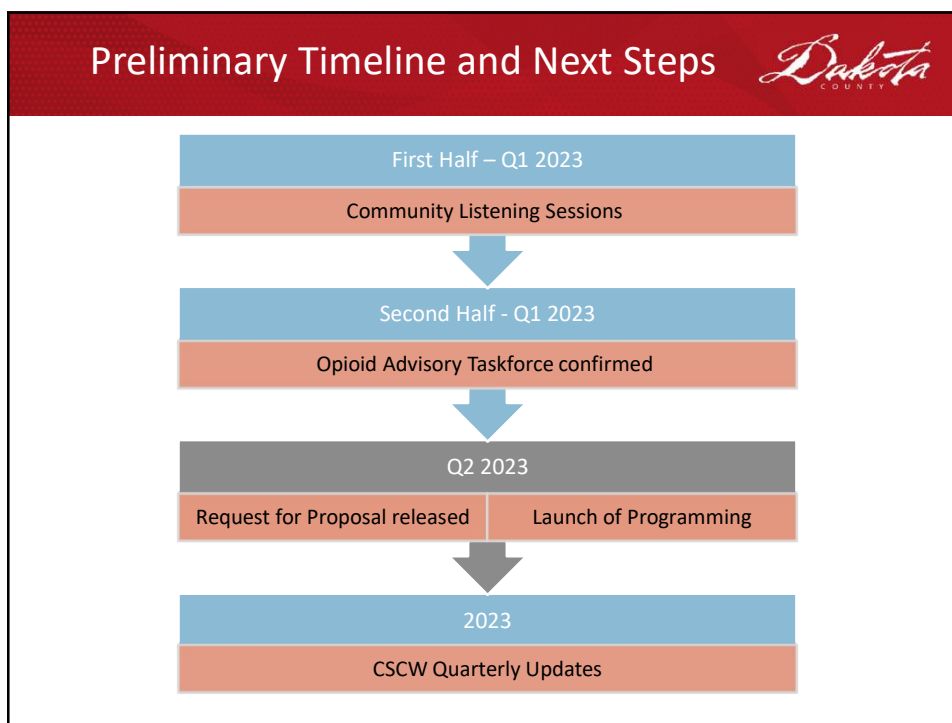 Preliminary Timeline and Next Steps
Dakota
COUNTY
First Half – Q1 2023
Community Listening Sessions
Second Half - Q1 2023
Opioid Advisory Taskforce confirmed
Q2 2023
Request for Proposal released
Launch of Programming
2023
CSCW Quarterly Updates